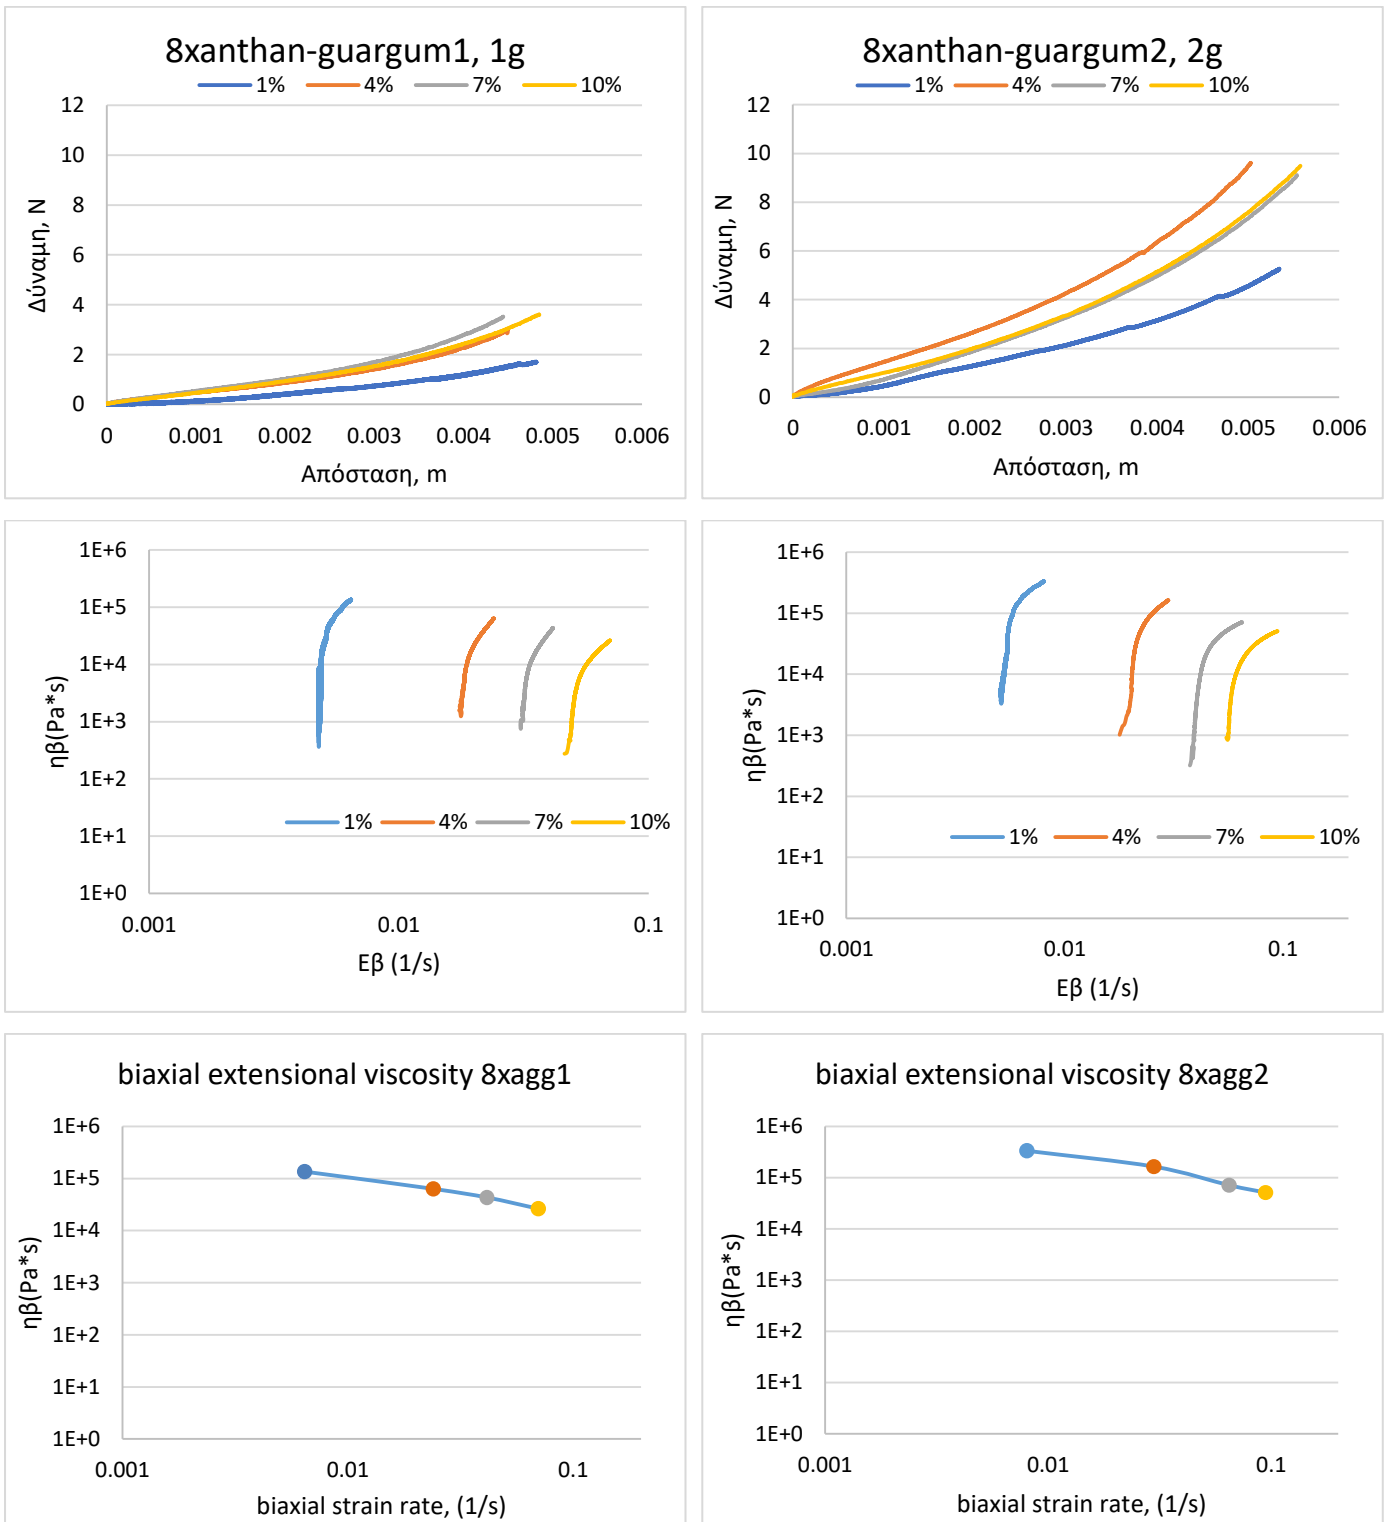 8xanthan-guargum1, 1g
1% 4% 7% 10%
12
10
8
6
4
2
0
Δύναμη, N
0 0.001 0.002 0.003 0.004 0.005 0.006
Απόσταση, m
8xanthan-guargum2, 2g
1% 4% 7% 10%
12
10
8
6
4
2
0
Δύναμη, N
0 0.001 0.002 0.003 0.004 0.005 0.006
Απόσταση, m
1E+6
1E+5
1E+4
1E+3
1E+2
1E+1
1E+0
ηβ(Pa*s)
1% 4% 7% 10%
0.001 0.01 0.1
Εβ (1/s)
1E+6
1E+5
1E+4
1E+3
1E+2
1E+1
1E+0
ηβ(Pa*s)
1% 4% 7% 10%
0.001 0.01 0.1
Εβ (1/s)
biaxial extensional viscosity 8xagg1
1E+6
1E+5
1E+4
1E+3
1E+2
1E+1
1E+0
ηβ(Pa*s)
0.001 0.01 0.1
biaxial strain rate, (1/s)
biaxial extensional viscosity 8xagg2
1E+6
1E+5
1E+4
1E+3
1E+2
1E+1
1E+0
ηβ(Pa*s)
0.001 0.01 0.1
biaxial strain rate, (1/s)